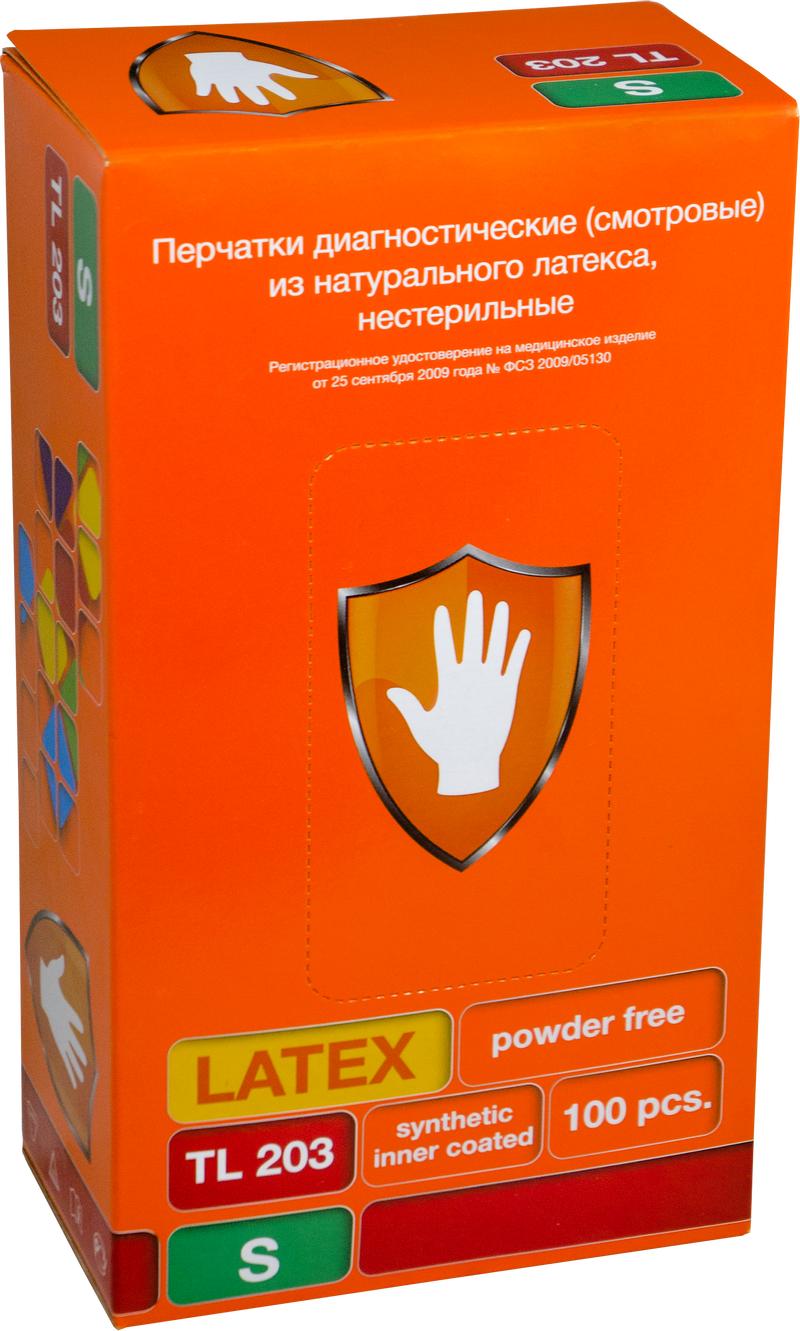 TL 203
S
TL 203
S
Перчатки диагностические (смотровые)
из натурального латекса,
нестерильные
Регистрационное удостоверение на медицинское изделие
от 25 сентября 2009 года № ФСЗ 2009/05130
LATEX
powder free
TL 203
synthetic
inner coated
100 pcs.
S